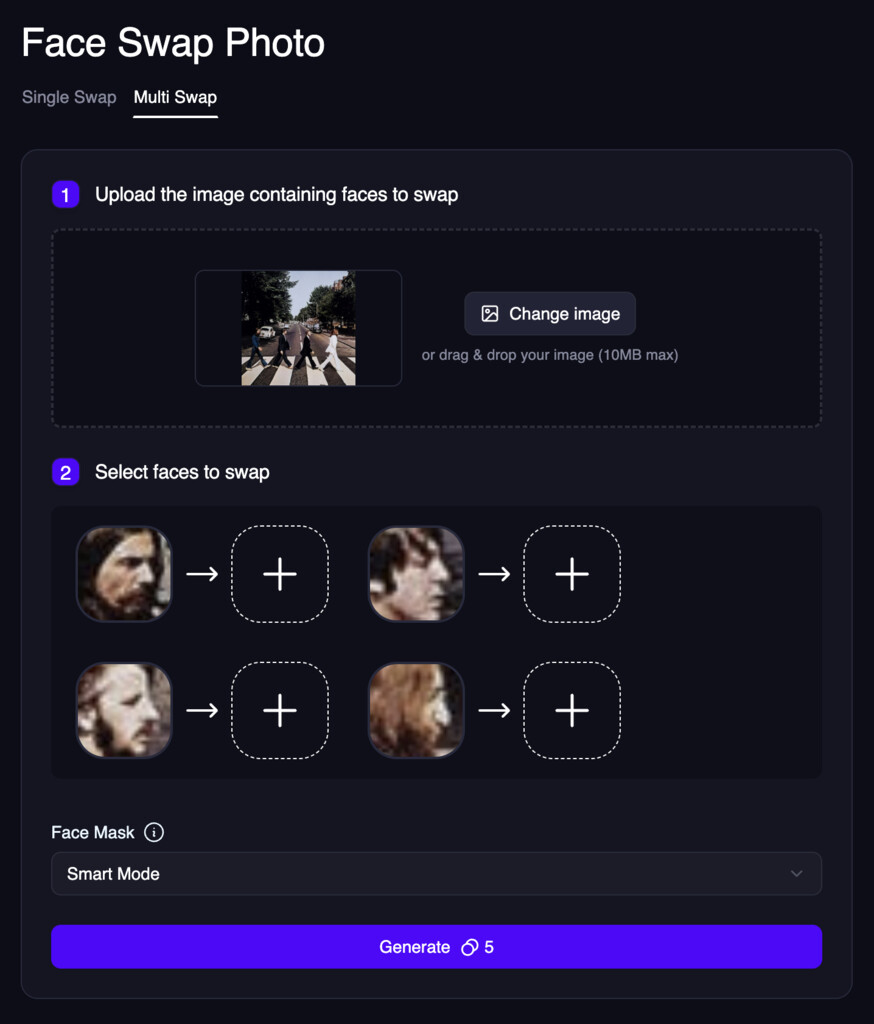 Face Swap Photo
Single Swap Multi Swap
1 Upload the image containing faces to swap
Change image
or drag & drop your image (10MB max)
2 Select faces to swap
Face Mask
Smart Mode
Generate 5